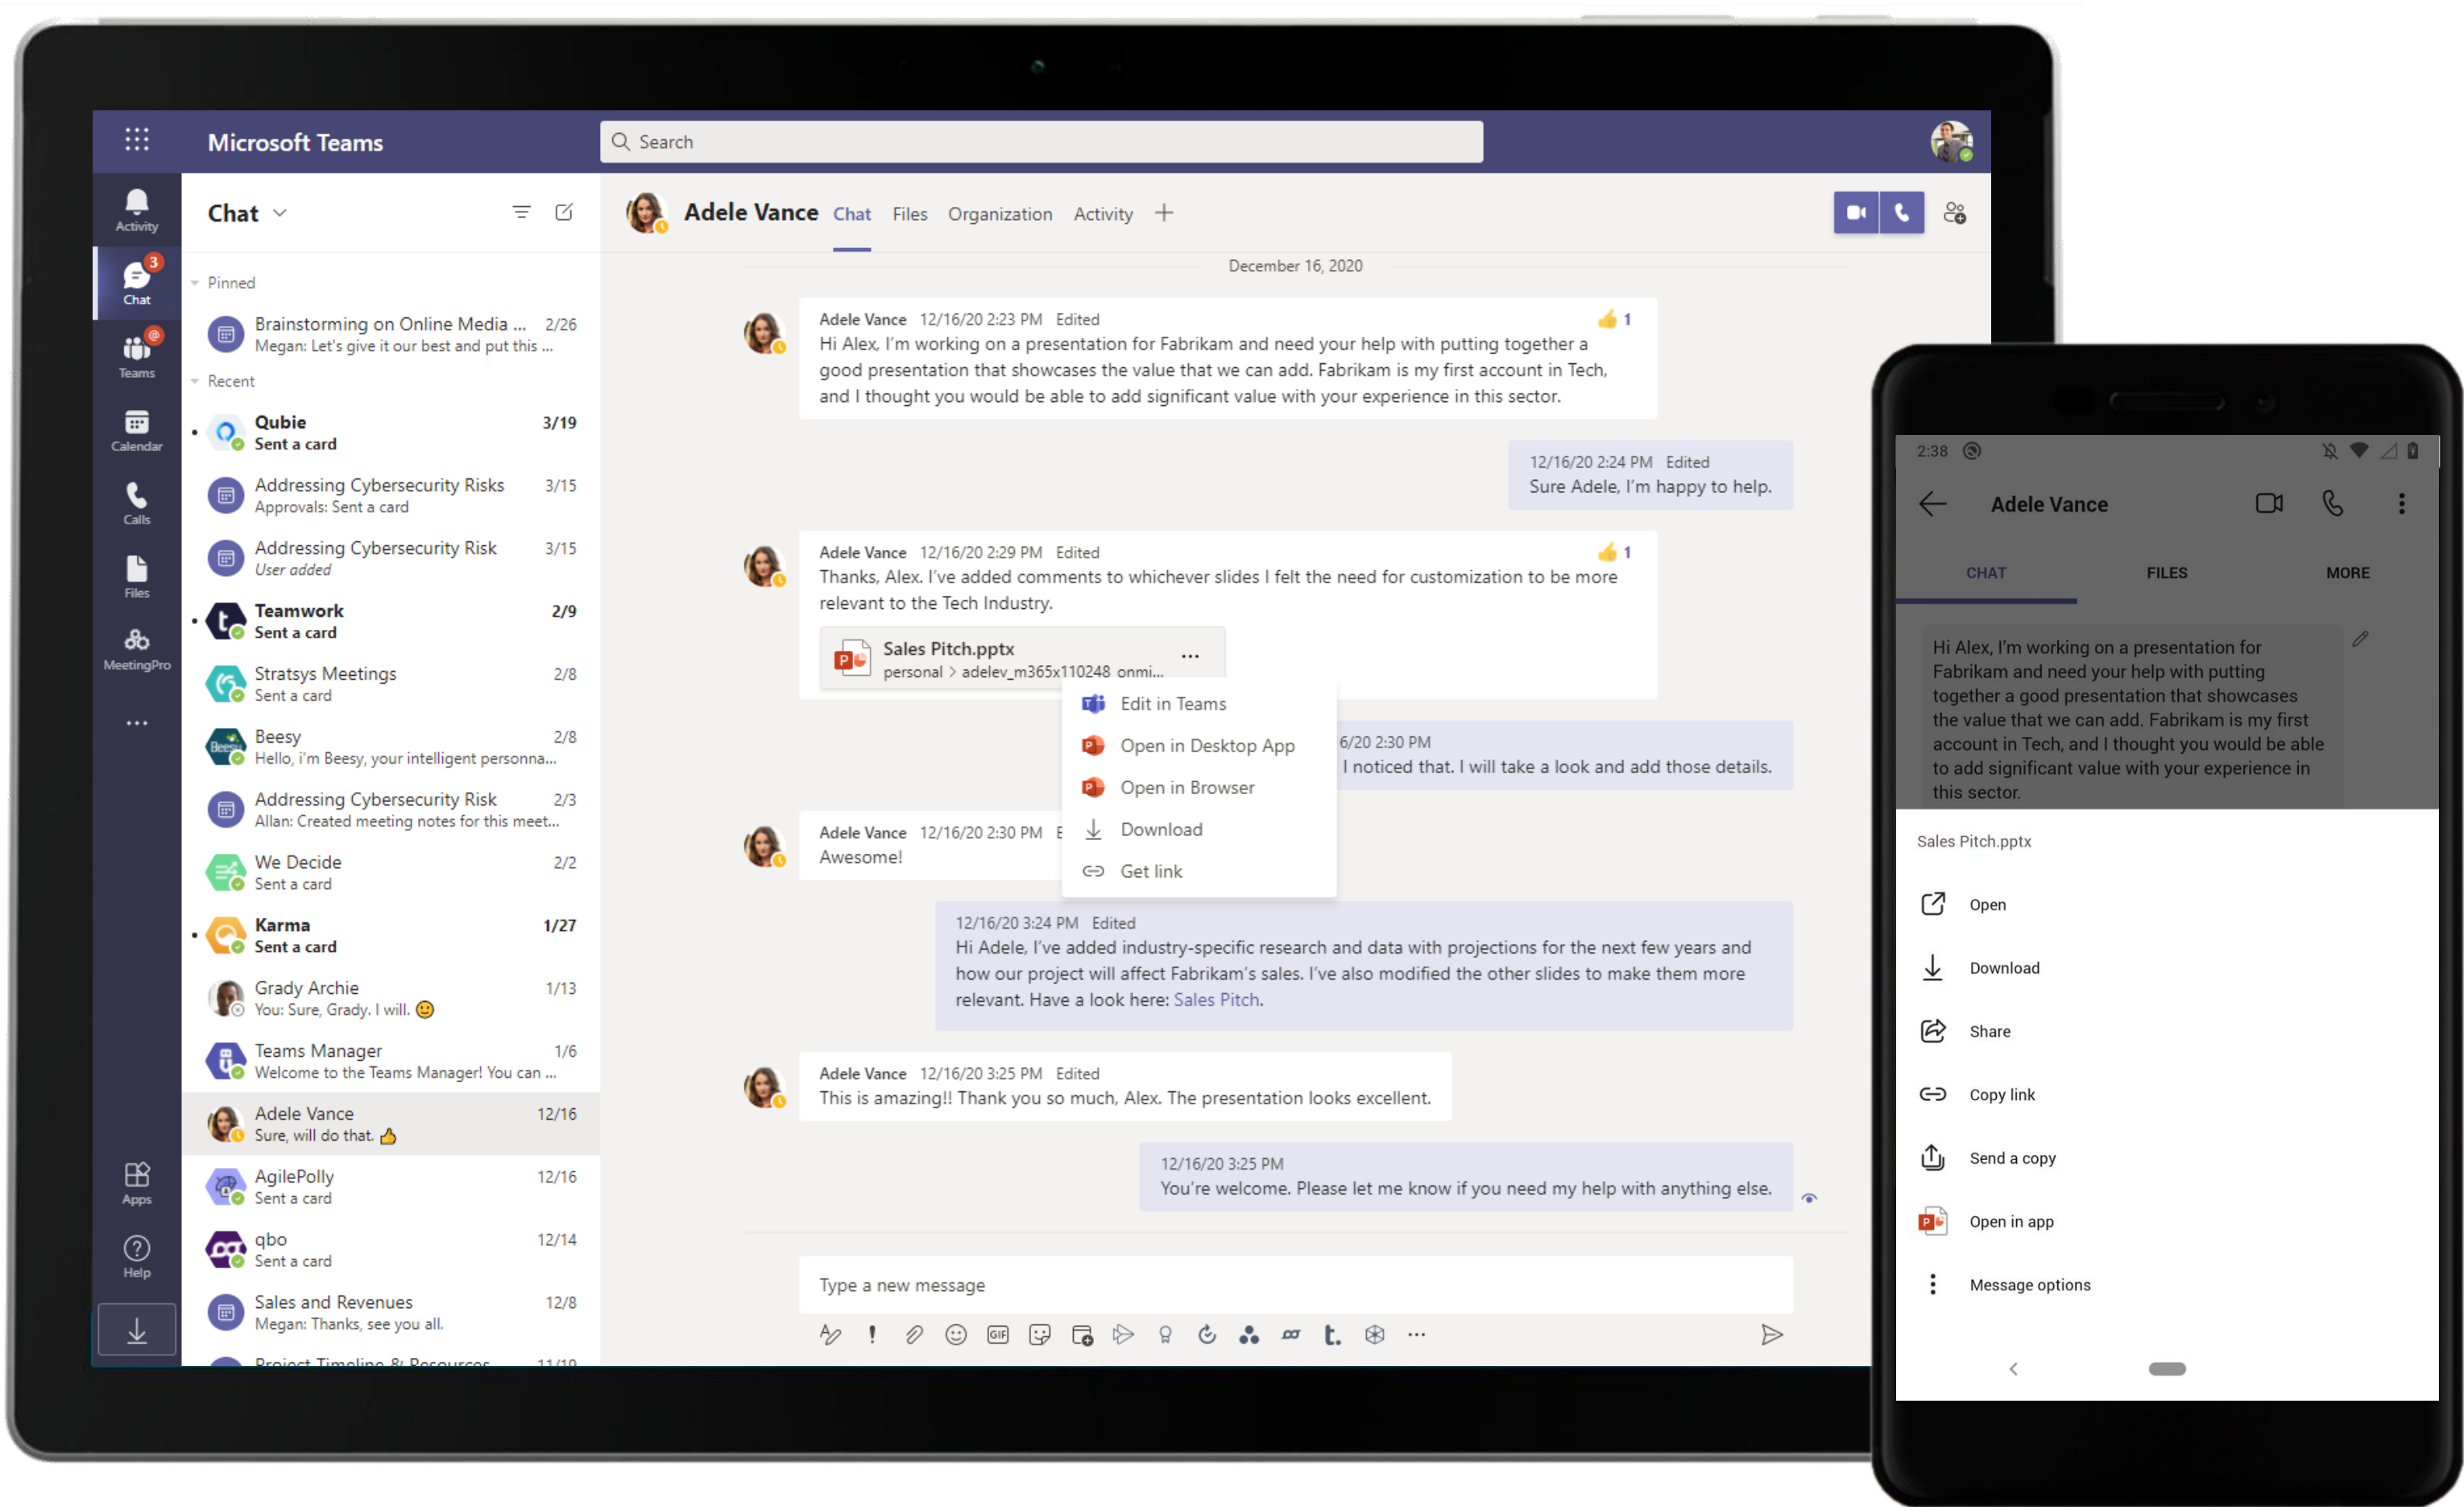 Microsoft Teams
Search
Activity
3
Chat
@
Teams
Calendar
Calls
Files
MeetingPro
Apps
Help
Chat
Pinned
Brainstorming on Online Media ... 2/26
Megan: Let's give it our best and put this ...
Recent
Qubie 3/19
Sent a card
Addressing Cybersecurity Risks 3/15
Approvals: Sent a card
Addressing Cybersecurity Risk 3/15
User added
Teamwork 2/9
Sent a card
Stratsys Meetings 2/8
Sent a card
Beesy
Beesy 2/8
Hello, i'm Beesy, your intelligent personna...
Addressing Cybersecurity Risk 2/3
Allan: Created meeting notes for this meet...
We Decide 2/2
Sent a card
Karma 1/27
Sent a card
Grady Archie 1/13
You: Sure, Grady. I will.
Teams Manager 1/6
Welcome to the Teams Manager! You can ...
Adele Vance 12/16
Sure, will do that.
AgilePolly 12/16
Sent a card
qbo 12/14
Sent a card
Sales and Revenues 12/8
Megan: Thanks, see you all.
Project Timeline & Resources 11/19
Adele Vance Chat Files Organization Activity
December 16, 2020
Adele Vance 12/16/20 2:23 PM Edited 1
Hi Alex, I'm working on a presentation for Fabrikam and need your help with putting together a
good presentation that showcases the value that we can add. Fabrikam is my first account in Tech,
and I thought you would be able to add significant value with your experience in this sector.
12/16/20 2:24 PM Edited
Sure Adele, I'm happy to help.
Adele Vance 12/16/20 2:29 PM Edited 1
Thanks, Alex. I've added comments to whichever slides I felt the need for customization to be more
relevant to the Tech Industry.
Sales Pitch.pptx ...
personal > adelev_m365x110248_onmi...
Edit in Teams
Open in Desktop App
Open in Browser
Download
Get link
6/20 2:30 PM
I noticed that. I will take a look and add those details.
Adele Vance 12/16/20 2:30 PM E
Awesome!
12/16/20 3:24 PM Edited
Hi Adele, I've added industry-specific research and data with projections for the next few years and
how our project will affect Fabrikam's sales. I've also modified the other slides to make them more
relevant. Have a look here: Sales Pitch.
Adele Vance 12/16/20 3:25 PM Edited
This is amazing!! Thank you so much, Alex. The presentation looks excellent.
12/16/20 3:25 PM
You're welcome. Please let me know if you need my help with anything else.
Type a new message
GIF
2:38
Adele Vance
CHAT FILES MORE
Hi Alex, I'm working on a presentation for
Fabrikam and need your help with putting
together a good presentation that showcases
the value that we can add. Fabrikam is my first
account in Tech, and I thought you would be able
to add significant value with your experience in
this sector.
Sales Pitch.pptx
Open
Download
Share
Copy link
Send a copy
Open in app
Message options